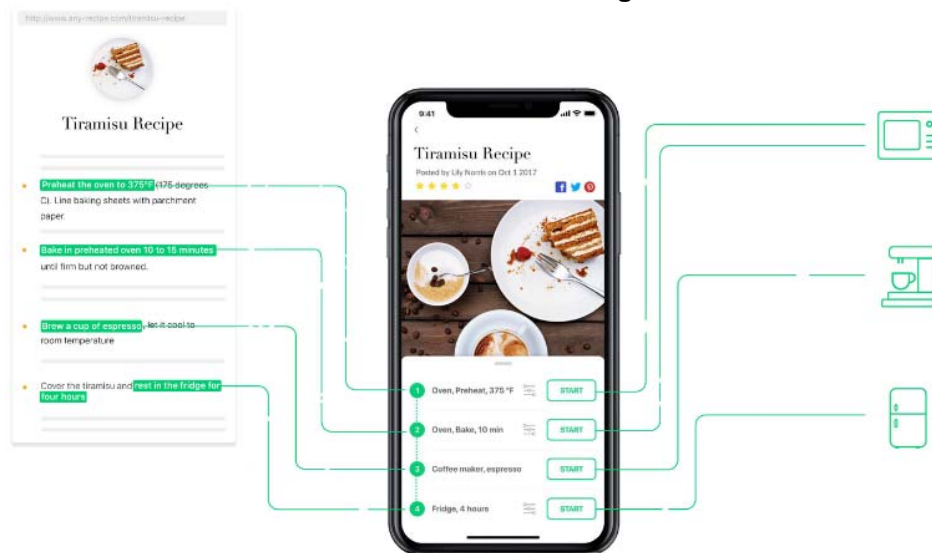 http://www.any-recipe.com/tiramisu-recipe
Tiramisu Recipe
Preheat the oven to 375°F (175 degrees
C). Line baking sheets with parchment
paper.
Bake in preheated oven 10 to 15 minutes
until firm but not browned.
Brew a cup of espresso, let it cool to
room temperature
Cover the tiramisu and rest in the fridge for
four hours
9:41
Tiramisu Recipe
Posted by Lily Norris on Oct 1 2017
1 Oven, Preheat, 375 °F START
2 Oven, Bake, 10 min START
3 Coffee maker, espresso START
4 Fridge, 4 hours START